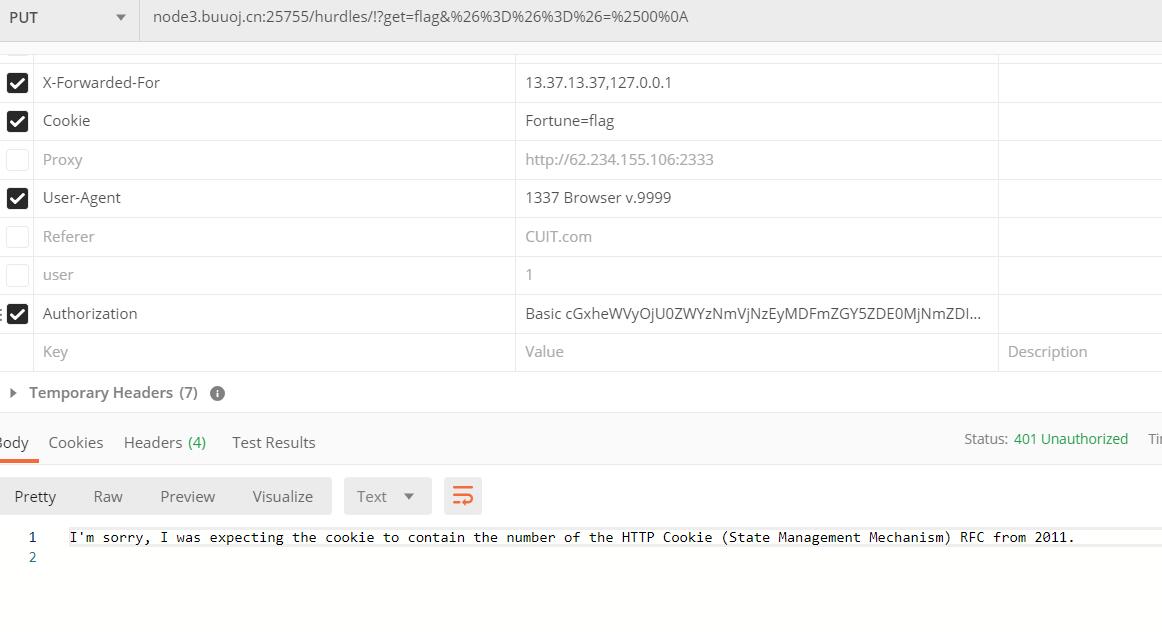 PUT node3.buuoj.cn:25755/hurdles/!?get=flag&%26%3D%26%3D%26=%2500%0A
X-Forwarded-For 13.37.13.37,127.0.0.1
Cookie Fortune=flag
Proxy http://62.234.155.106:2333
User-Agent 1337 Browser v.9999
Referer CUIT.com
user 1
Authorization Basic cGxheWVyOjU0ZWYzNmVjNzEyMDFmZGY5ZDE0MjNmZDI...
Key Value Description
Temporary Headers (7)
Body Cookies Headers (4) Test Results Status: 401 Unauthorized
Pretty Raw Preview Visualize Text
1 I'm sorry, I was expecting the cookie to contain the number of the HTTP Cookie (State Management Mechanism) RFC from 2011.
2